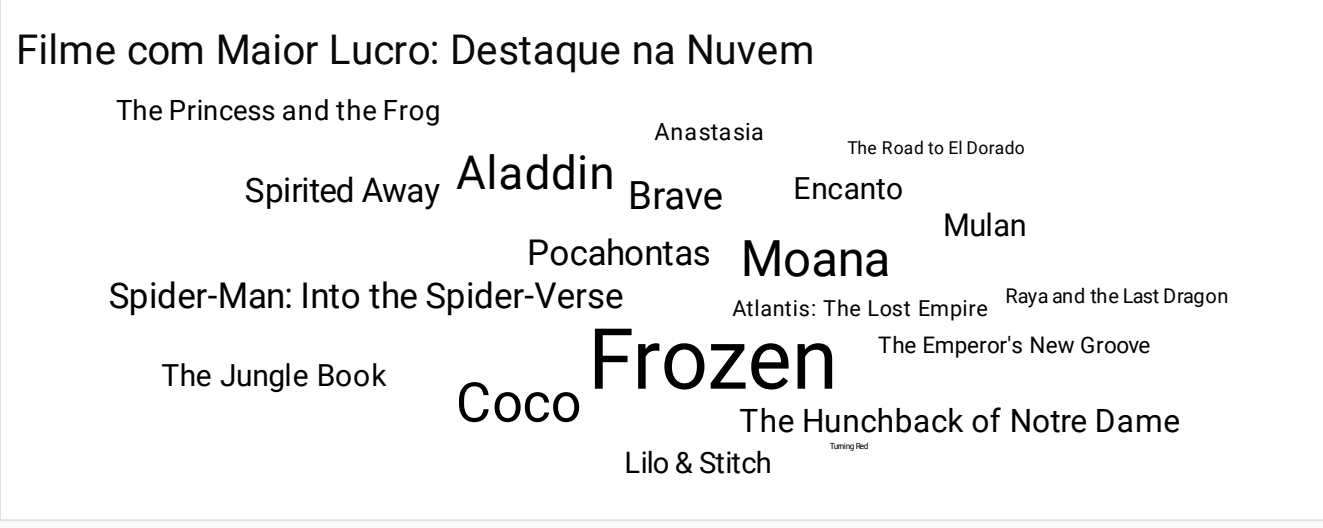 Filme com Maior Lucro: Destaque na Nuvem
The Princess and the Frog
Anastasia
The Road to El Dorado
Aladdin
Spirited Away
Brave
Encanto
Mulan
Pocahontas
Moana
Spider-Man: Into the Spider-Verse
Atlantis: The Lost Empire
Raya and the Last Dragon
Frozen
The Emperor's New Groove
The Jungle Book
Coco
The Hunchback of Notre Dame
Turning Red
Lilo & Stitch